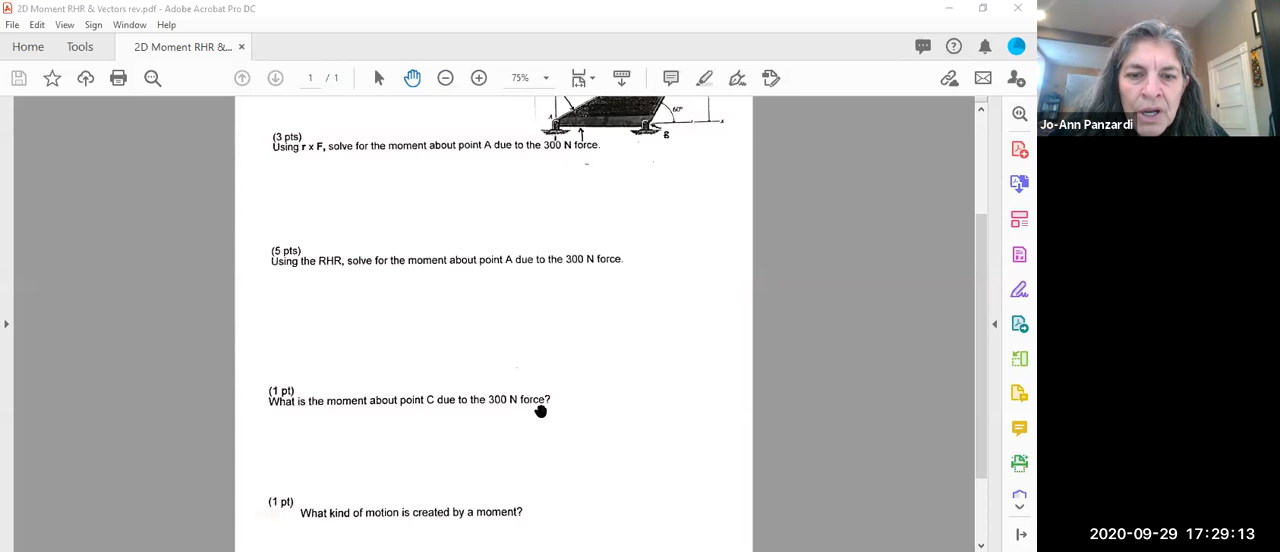 2D Moment RHR & Vectors rev.pdf - Adobe Acrobat Pro DC
File Edit View Sign Window Help
Home Tools 2D Moment RHR &... ×
1 / 1 75%
A 60° x
B
(3 pts)
Using r x F, solve for the moment about point A due to the 300 N force.
(5 pts)
Using the RHR, solve for the moment about point A due to the 300 N force.
(1 pt)
What is the moment about point C due to the 300 N force?
(1 pt)
What kind of motion is created by a moment?
Jo-Ann Panzardi
2020-09-29 17:29:13